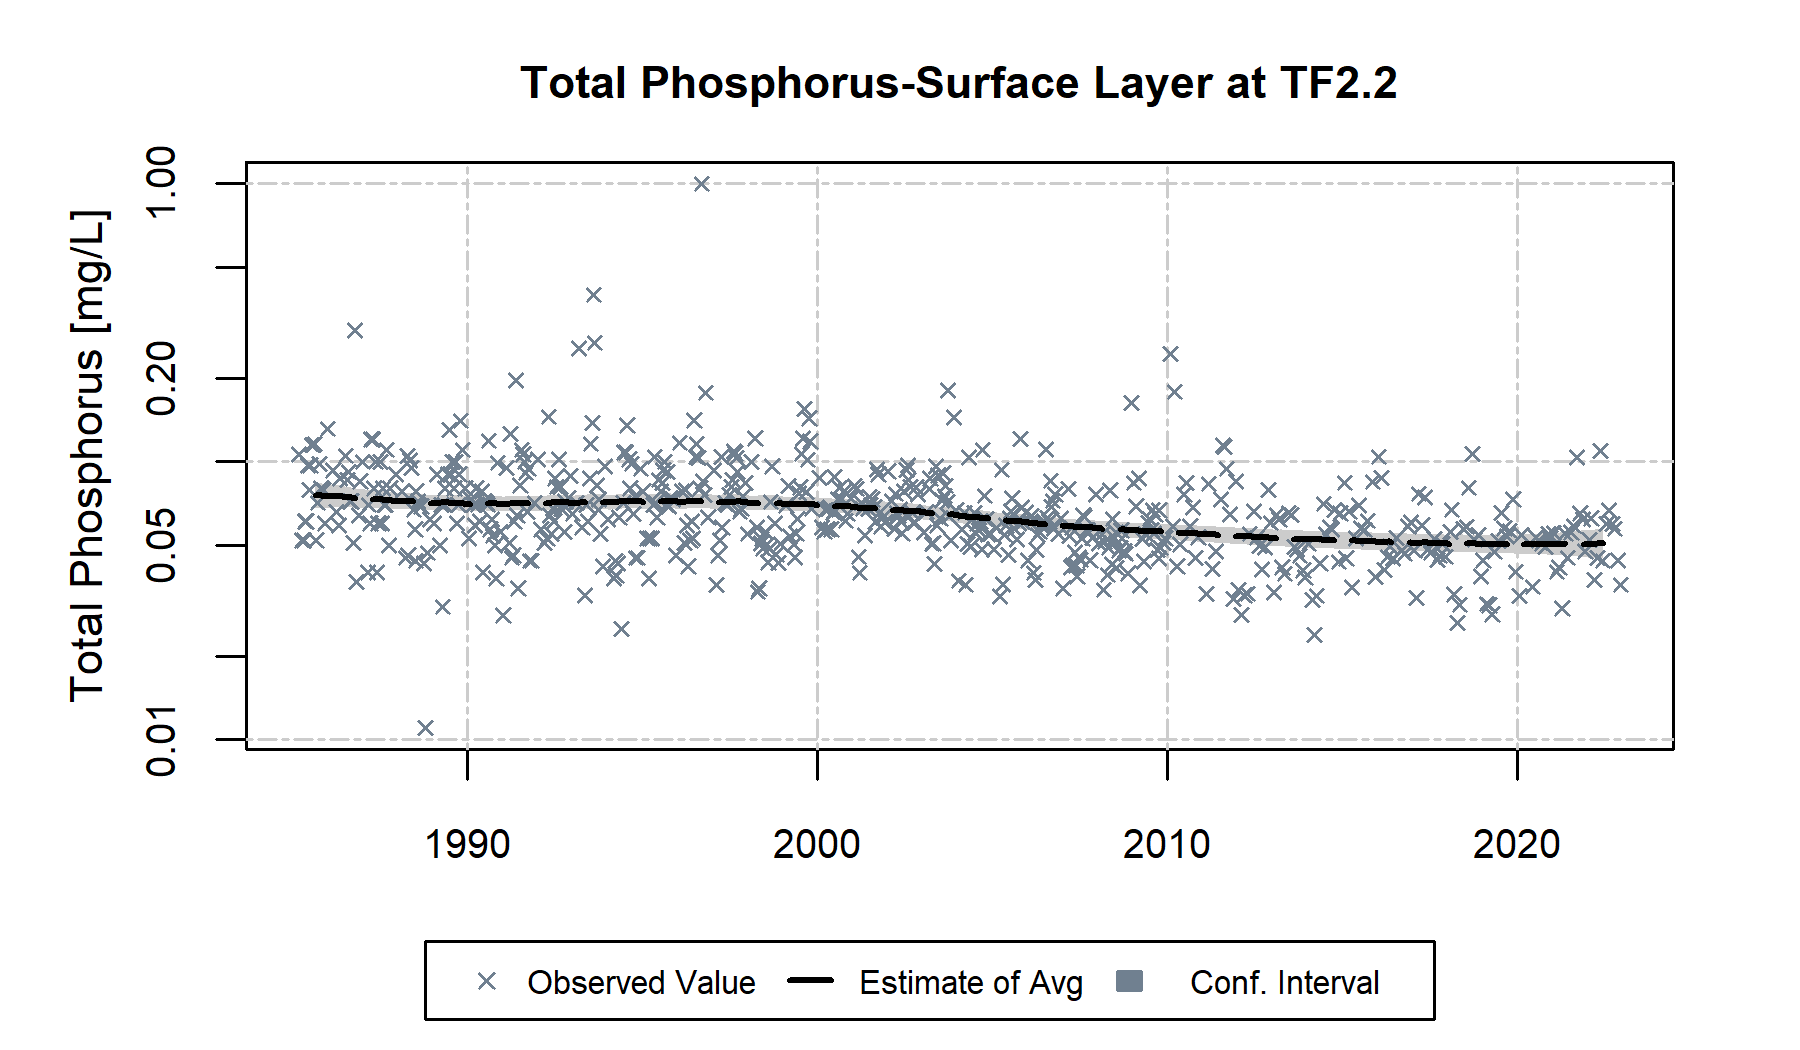 Total Phosphorus-Surface Layer at TF2.2
Total Phosphorus [mg/L]
1.00
0.20
0.05
0.01
1990 2000 2010 2020
Observed Value Estimate of Avg Conf. Interval